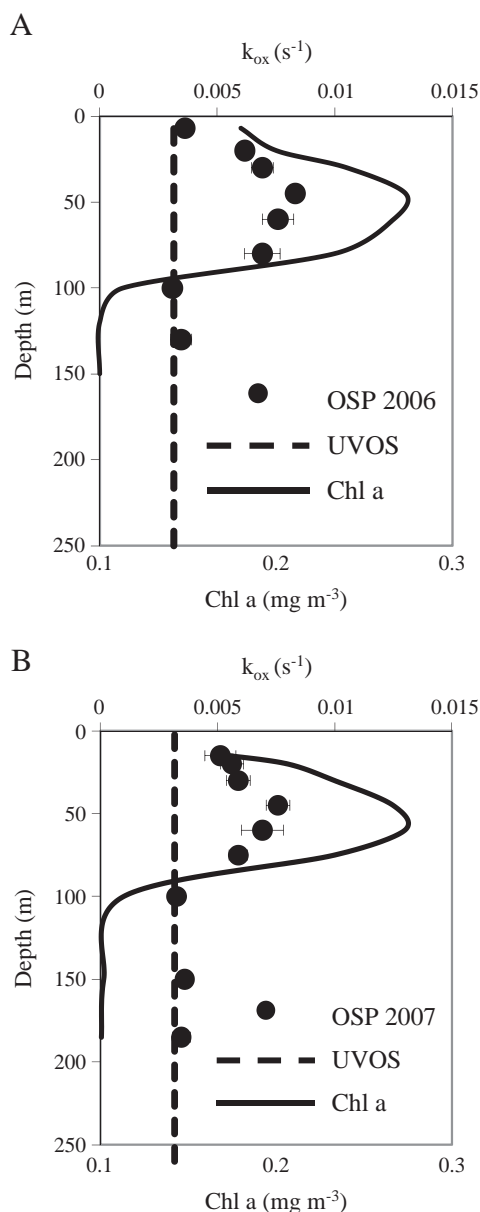 A
kox (s-1)
0 0.005 0.01 0.015
0
50
100
150
200
250
Depth (m)
OSP 2006
UVOS
Chl a
0.1 0.2 0.3
Chl a (mg m-3)
B
kox (s-1)
0 0.005 0.01 0.015
0
50
100
150
200
250
Depth (m)
OSP 2007
UVOS
Chl a
0.1 0.2 0.3
Chl a (mg m-3)